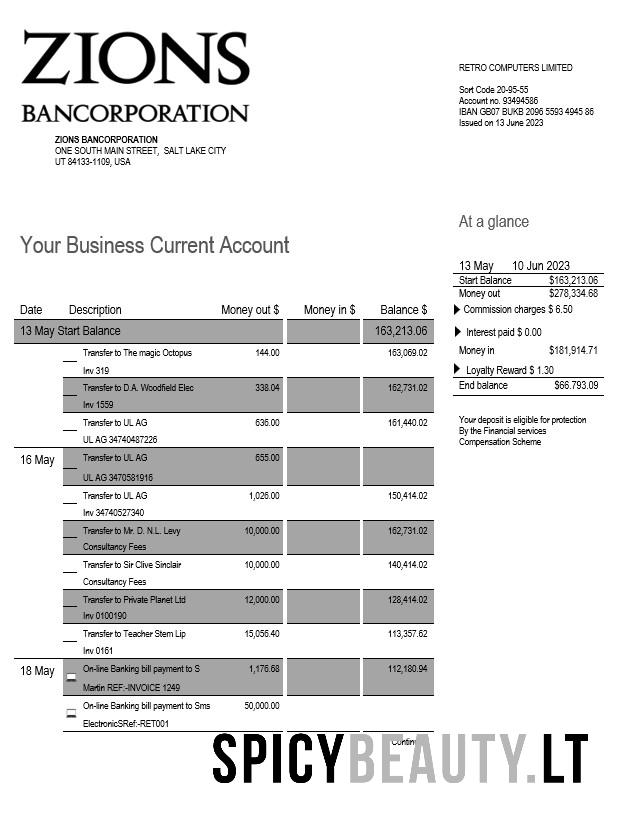 ZIONS
BANCORPORATION
ZIONS BANCORPORATION
ONE SOUTH MAIN STREET, SALT LAKE CITY
UT 84133-1109, USA
RETRO COMPUTERS LIMITED
Sort Code 20-95-55
Account no. 93494586
IBAN GB07 BUKB 2096 5593 4945 86
Issued on 13 June 2023
At a glance
13 May 10 Jun 2023
Start Balance $163,213.06
Money out $278,334.68
Commission charges $ 6.50
Interest paid $ 0.00
Money in $181,914.71
Loyalty Reward $ 1.30
End balance $66.793.09
Your deposit is eligible for protection
By the Financial services
Compensation Scheme
Your Business Current Account
Date Description Money out $ Money in $ Balance $
13 May Start Balance 163,213.06
Transfer to The magic Octopus 144.00 163,069.02
Inv 319
Transfer to D.A. Woodfield Elec 338.04 162,731.02
Inv 1559
Transfer to UL AG 636.00 161,440.02
UL AG 34740487226
16 May Transfer to UL AG 655.00
UL AG 3470581916
Transfer to UL AG 1,026.00 150,414.02
Inv 34740527340
Transfer to Mr. D. N.L. Levy 10,000.00 162,731.02
Consultancy Fees
Transfer to Sir Clive Sinclair 10,000.00 140,414.02
Consultancy Fees
Transfer to Private Planet Ltd 12,000.00 128,414.02
Inv 0100190
Transfer to Teacher Stem Lip 15,056.40 113,357.62
Inv 0161
18 May On-line Banking bill payment to S 1,176.68 112,180.94
Martin REF:-INVOICE 1249
On-line Banking bill payment to Sms 50,000.00
ElectronicSRef:-RET001
SPICYBEAUTY.LT